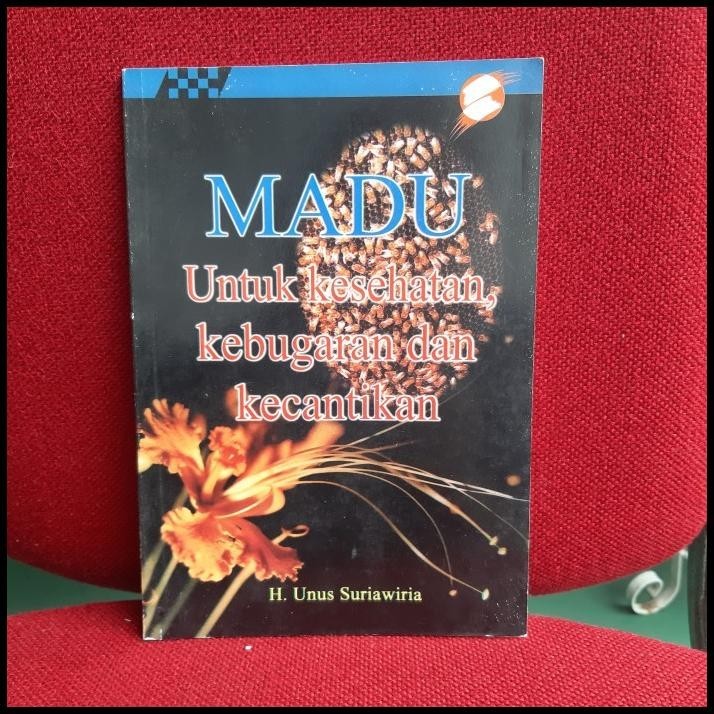 MADU
Untuk kesehatan,
kebugaran dan
kecantikan
H. Unus Suriawiria